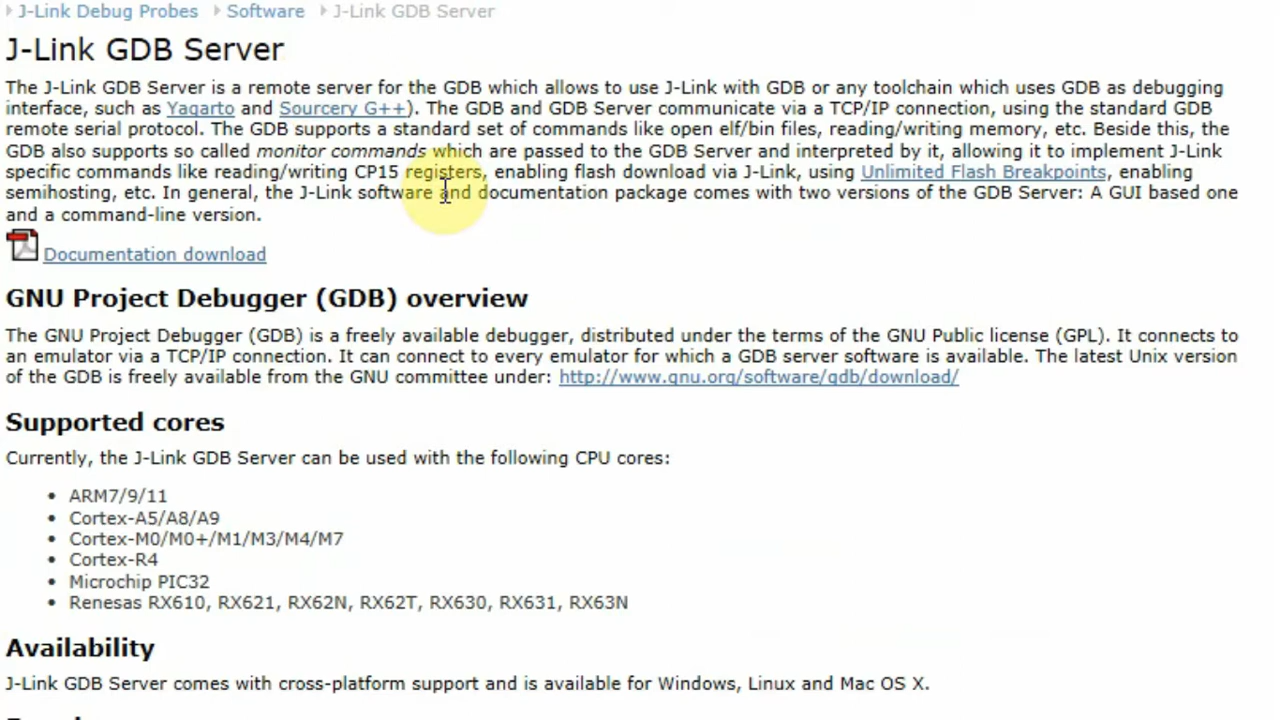 J-Link Debug Probes Software J-Link GDB Server
J-Link GDB Server
The J-Link GDB Server is a remote server for the GDB which allows to use J-Link with GDB or any toolchain which uses GDB as debugging
interface, such as Yagarto and Sourcery G++). The GDB and GDB Server communicate via a TCP/IP connection, using the standard GDB
remote serial protocol. The GDB supports a standard set of commands like open elf/bin files, reading/writing memory, etc. Beside this, the
GDB also supports so called monitor commands which are passed to the GDB Server and interpreted by it, allowing it to implement J-Link
specific commands like reading/writing CP15 registers, enabling flash download via J-Link, using Unlimited Flash Breakpoints, enabling
semihosting, etc. In general, the J-Link software and documentation package comes with two versions of the GDB Server: A GUI based one
and a command-line version.
Documentation download
GNU Project Debugger (GDB) overview
The GNU Project Debugger (GDB) is a freely available debugger, distributed under the terms of the GNU Public license (GPL). It connects to
an emulator via a TCP/IP connection. It can connect to every emulator for which a GDB server software is available. The latest Unix version
of the GDB is freely available from the GNU committee under: http://www.gnu.org/software/gdb/download/
Supported cores
Currently, the J-Link GDB Server can be used with the following CPU cores:
• ARM7/9/11
• Cortex-A5/A8/A9
• Cortex-M0/M0+/M1/M3/M4/M7
• Cortex-R4
• Microchip PIC32
• Renesas RX610, RX621, RX62N, RX62T, RX630, RX631, RX63N
Availability
J-Link GDB Server comes with cross-platform support and is available for Windows, Linux and Mac OS X.